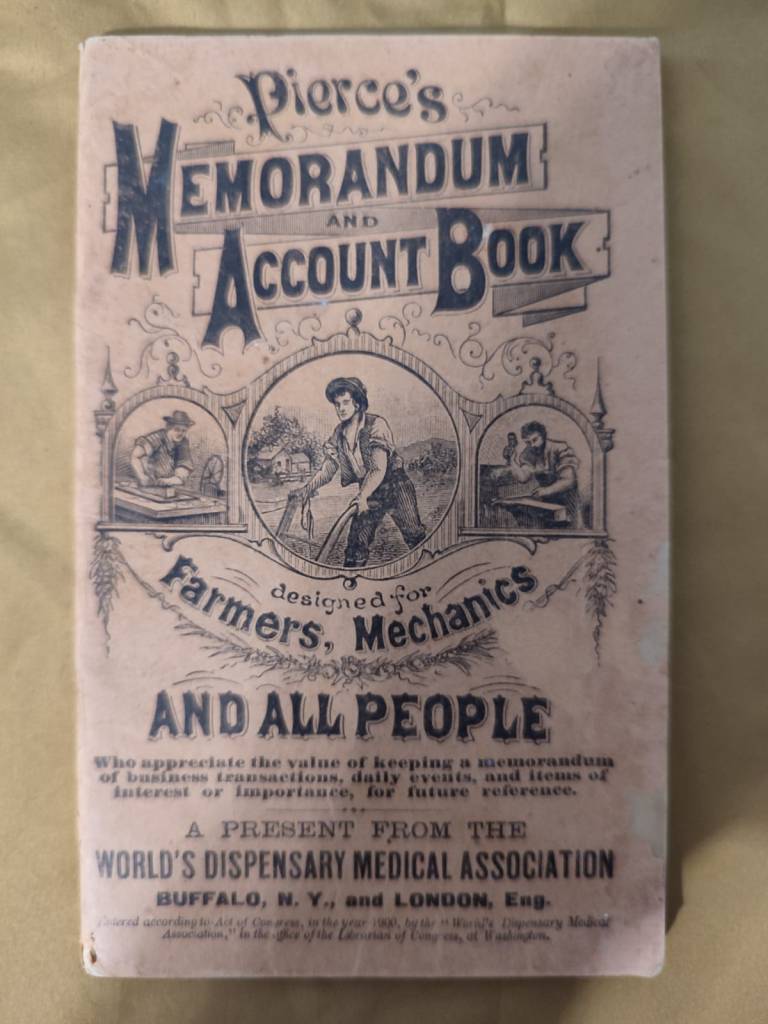 Pierce's
MEMORANDUM
AND
ACCOUNT BOOK
designed for
Farmers, Mechanics
AND ALL PEOPLE
Who appreciate the value of keeping a memorandum
of business transactions, daily events, and items of
interest or importance, for future reference.
A PRESENT FROM THE
WORLD'S DISPENSARY MEDICAL ASSOCIATION
BUFFALO, N. Y., and LONDON, Eng.
Entered according to Act of Congress, in the year 1900, by the "World's Dispensary Medical
Association," in the office of the Librarian of Congress, at Washington.